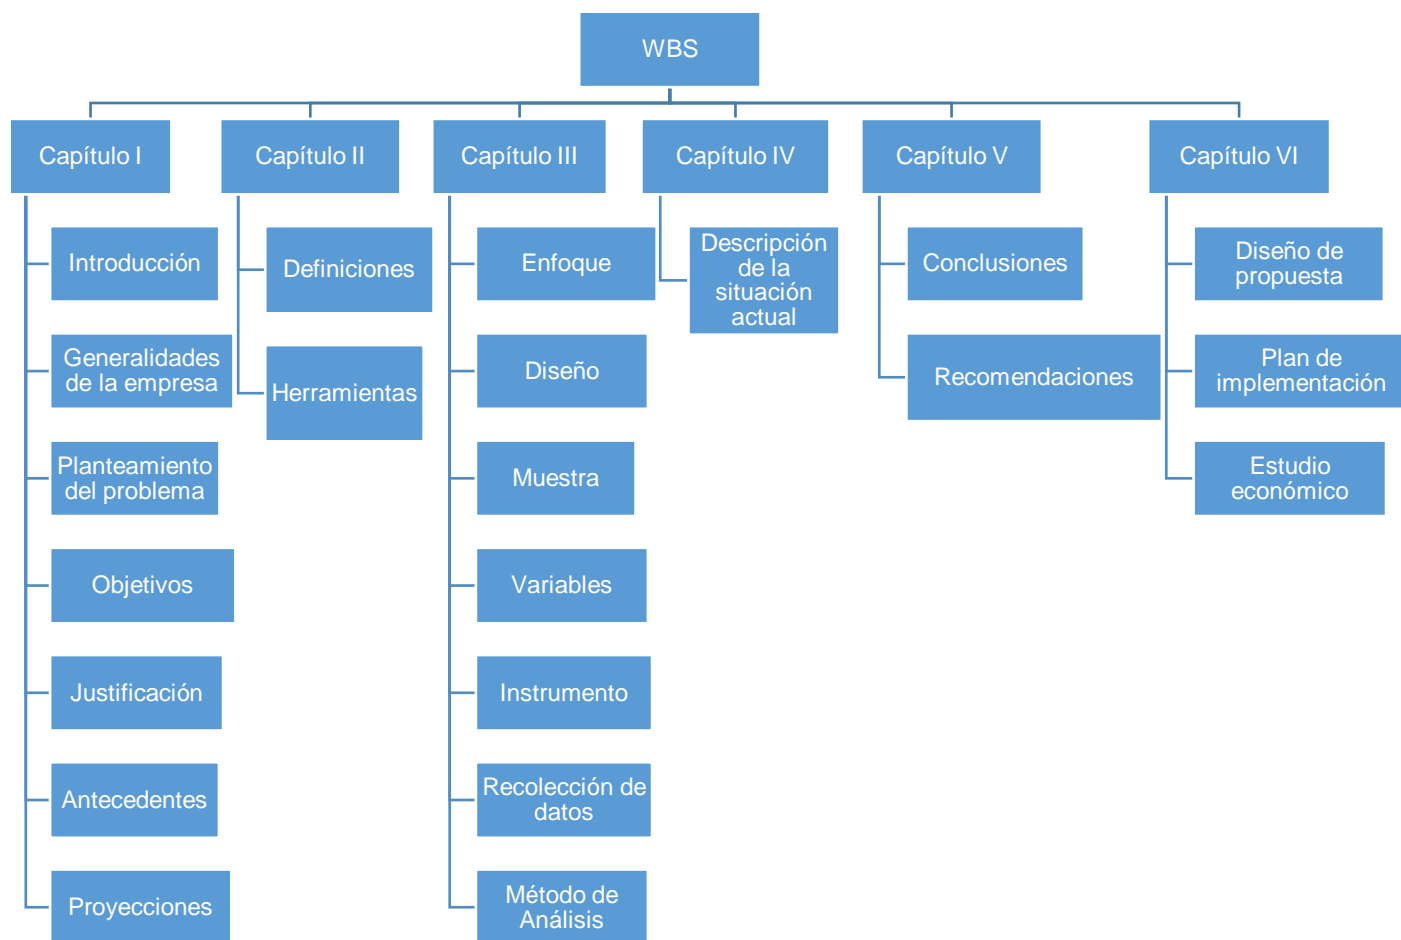 WBS
Capítulo I
Introducción
Generalidades
de la empresa
Planteamiento
del problema
Objetivos
Justificación
Antecedentes
Proyecciones
Capítulo II
Definiciones
Herramientas
Capítulo III
Enfoque
Diseño
Muestra
Variables
Instrumento
Recolección de
datos
Método de
Análisis
Capítulo IV
Descripción
de la
situación
actual
Capítulo V
Conclusiones
Recomendaciones
Capítulo VI
Diseño de
propuesta
Plan de
implementación
Estudio
económico